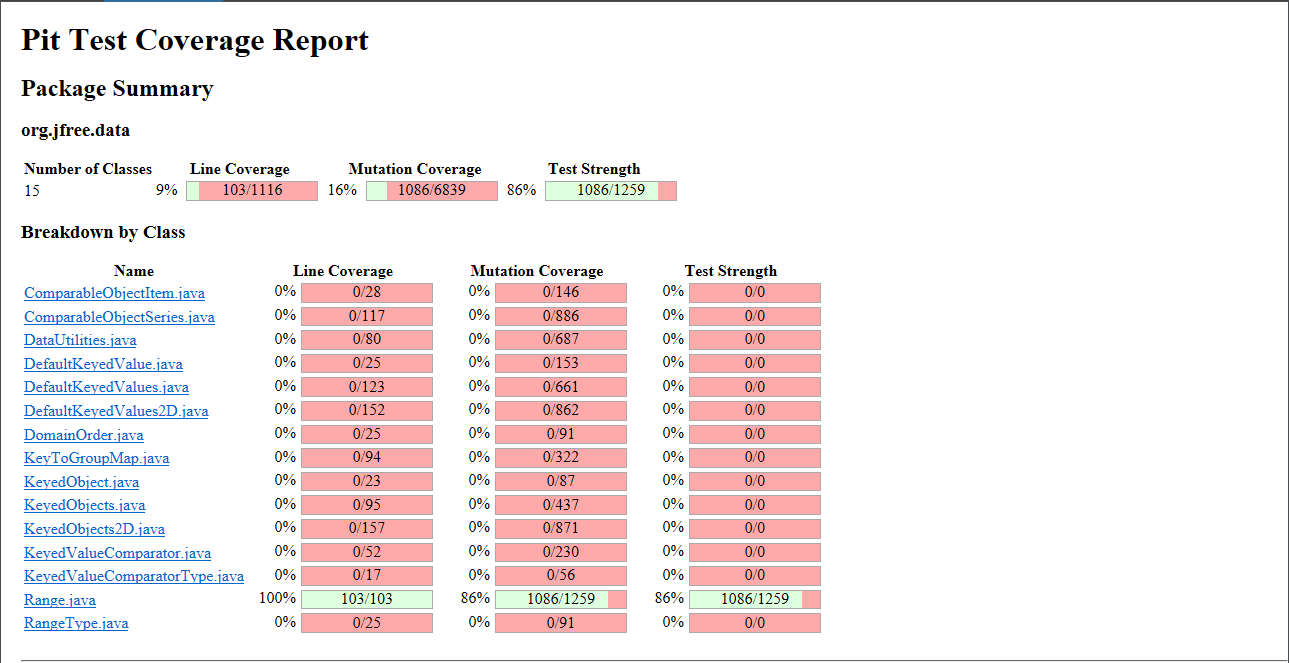 Pit Test Coverage Report
Package Summary
org.jfree.data
Number of Classes Line Coverage Mutation Coverage Test Strength
15 9% 103/1116 16% 1086/6839 86% 1086/1259
Breakdown by Class
Name Line Coverage Mutation Coverage Test Strength
ComparableObjectItem.java 0% 0/28 0% 0/146 0% 0/0
ComparableObjectSeries.java 0% 0/117 0% 0/886 0% 0/0
DataUtilities.java 0% 0/80 0% 0/687 0% 0/0
DefaultKeyedValue.java 0% 0/25 0% 0/153 0% 0/0
DefaultKeyedValues.java 0% 0/123 0% 0/661 0% 0/0
DefaultKeyedValues2D.java 0% 0/152 0% 0/862 0% 0/0
DomainOrder.java 0% 0/25 0% 0/91 0% 0/0
KeyToGroupMap.java 0% 0/94 0% 0/322 0% 0/0
KeyedObject.java 0% 0/23 0% 0/87 0% 0/0
KeyedObjects.java 0% 0/95 0% 0/437 0% 0/0
KeyedObjects2D.java 0% 0/157 0% 0/871 0% 0/0
KeyedValueComparator.java 0% 0/52 0% 0/230 0% 0/0
KeyedValueComparatorType.java 0% 0/17 0% 0/56 0% 0/0
Range.java 100% 103/103 86% 1086/1259 86% 1086/1259
RangeType.java 0% 0/25 0% 0/91 0% 0/0